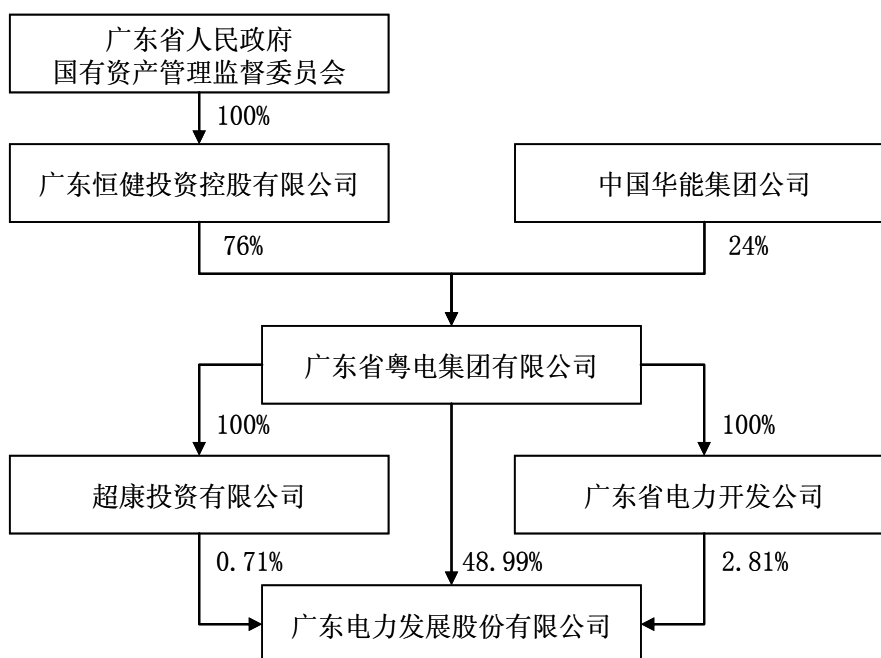 广东省人民政府
国有资产管理监督委员会
100%
广东恒健投资控股有限公司
中国华能集团公司
76%
24%
广东省粤电集团有限公司
100%
100%
超康投资有限公司
广东省电力开发公司
0.71%
48.99%
2.81%
广东电力发展股份有限公司